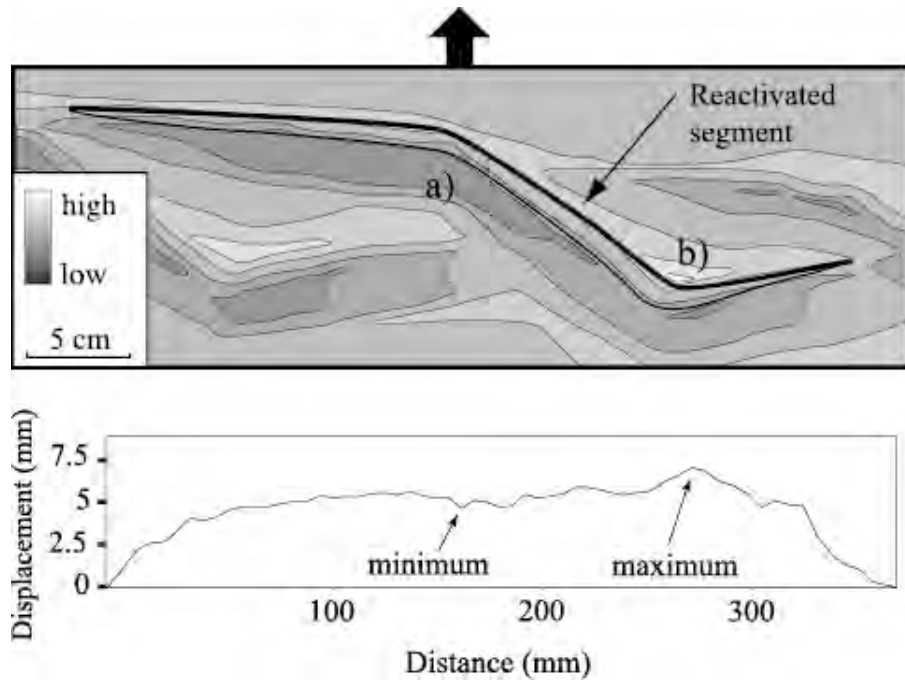 Reactivated
segment
a)
high
b)
low
5 cm
Displacement (mm)
7.5
5
2.5
0
minimum
maximum
100
200
300
Distance (mm)